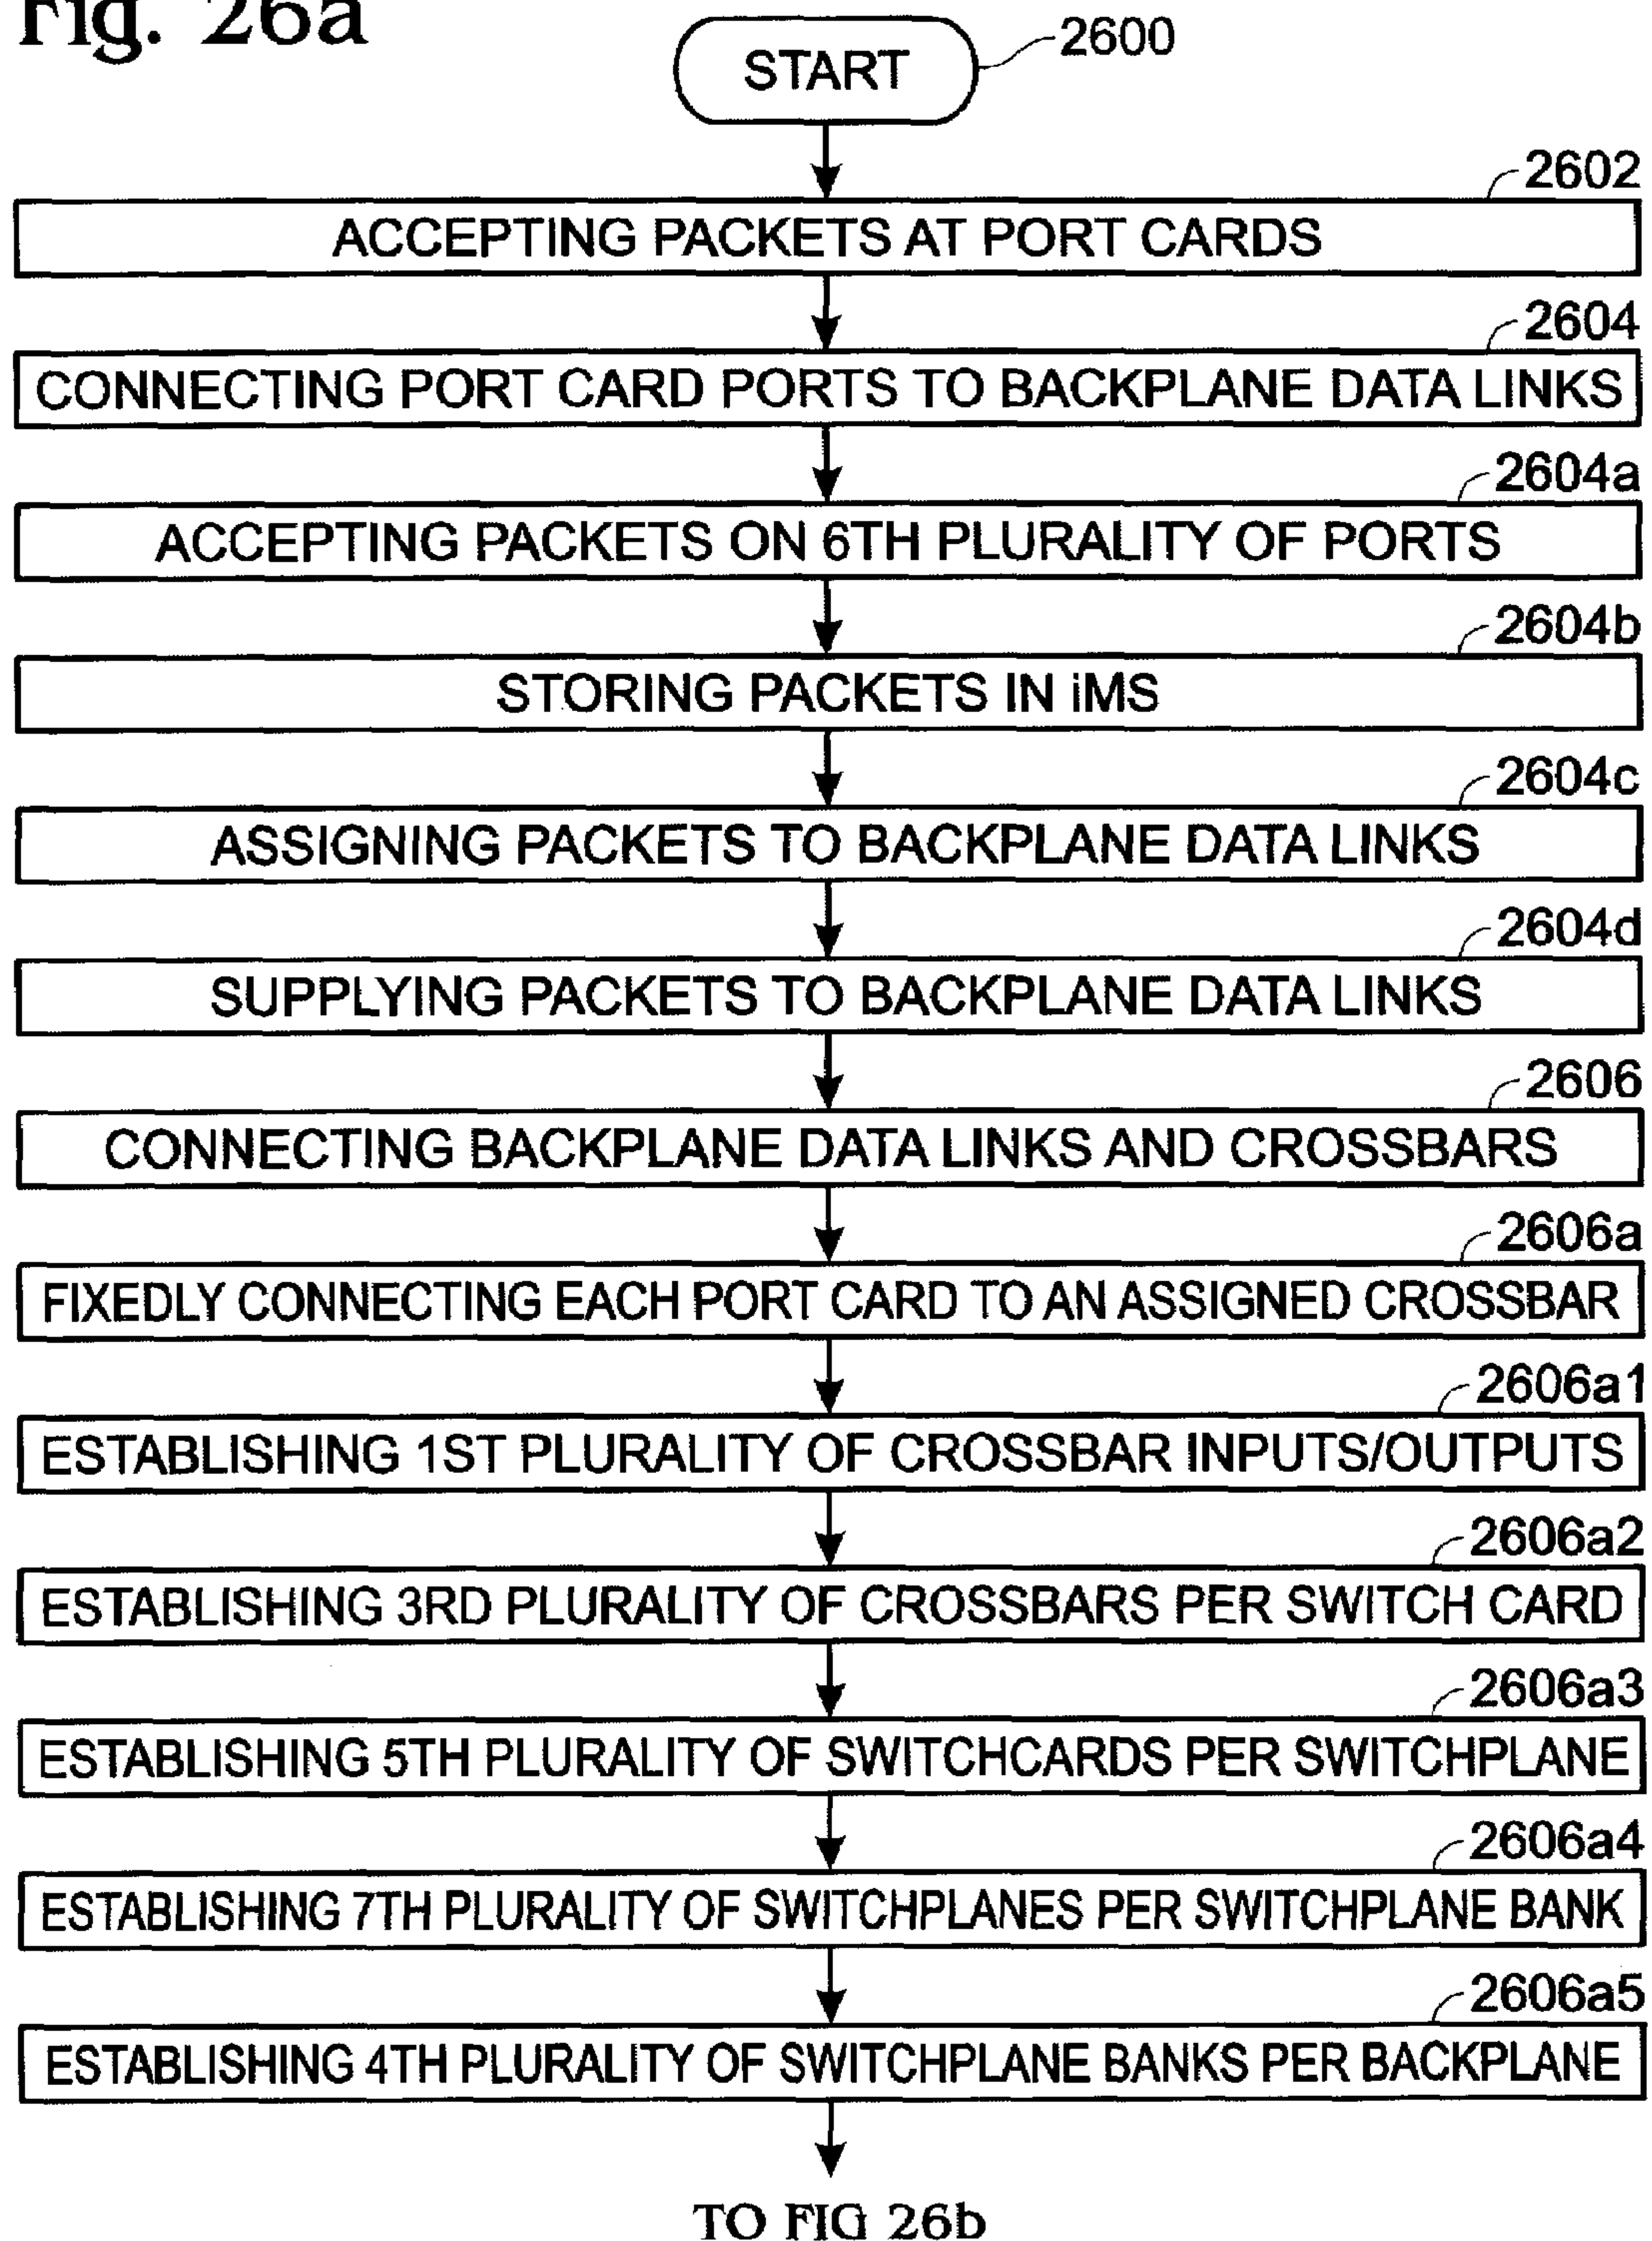 Fig. 26a
START
2600
2602
ACCEPTING PACKETS AT PORT CARDS
2604
CONNECTING PORT CARD PORTS TO BACKPLANE DATA LINKS
2604a
ACCEPTING PACKETS ON 6TH PLURALITY OF PORTS
2604b
STORING PACKETS IN iMS
2604c
ASSIGNING PACKETS TO BACKPLANE DATA LINKS
2604d
SUPPLYING PACKETS TO BACKPLANE DATA LINKS
2606
CONNECTING BACKPLANE DATA LINKS AND CROSSBARS
2606a
FIXEDLY CONNECTING EACH PORT CARD TO AN ASSIGNED CROSSBAR
2606a1
ESTABLISHING 1ST PLURALITY OF CROSSBAR INPUTS/OUTPUTS
2606a2
ESTABLISHING 3RD PLURALITY OF CROSSBARS PER SWITCH CARD
2606a3
ESTABLISHING 5TH PLURALITY OF SWITCHCARDS PER SWITCHPLANE
2606a4
ESTABLISHING 7TH PLURALITY OF SWITCHPLANES PER SWITCHPLANE BANK
2606a5
ESTABLISHING 4TH PLURALITY OF SWITCHPLANE BANKS PER BACKPLANE
TO FIG 26b